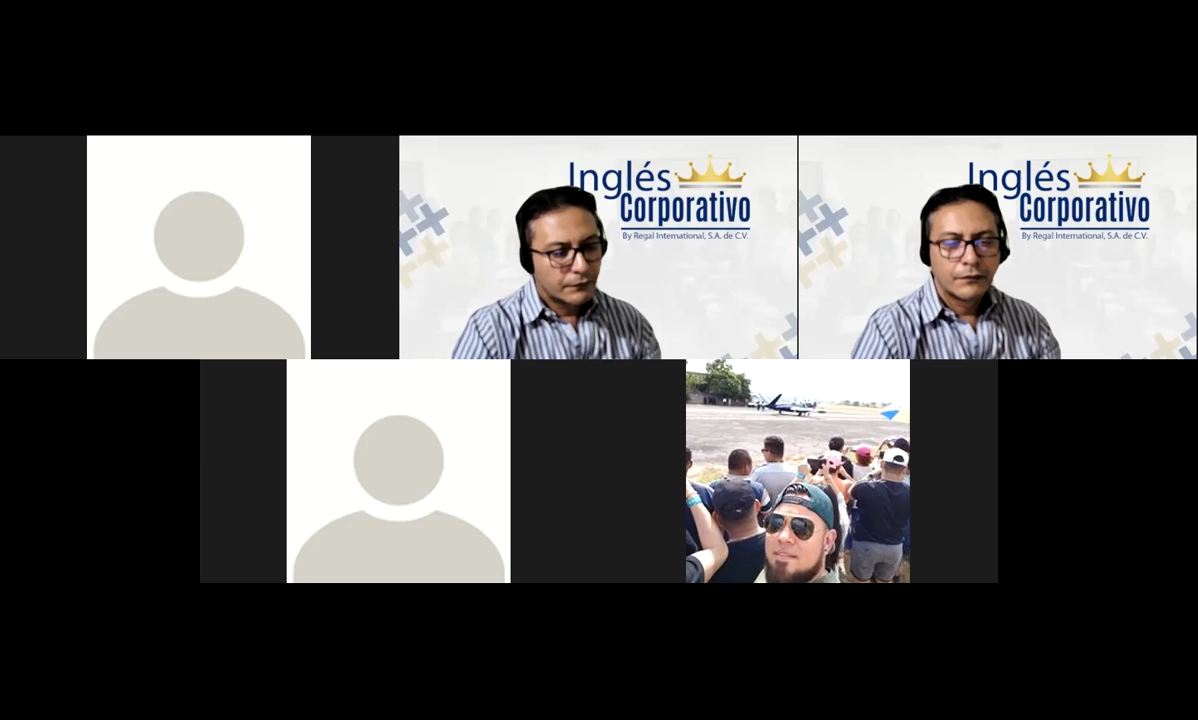 Inglés
Corporativo
By Regal International, S.A. de C.V.
Inglés
Corporativo
By Regal International, S.A. de C.V.